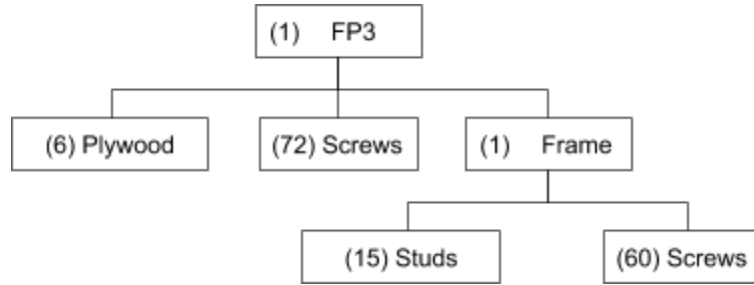 (1) FP3
(6) Plywood
(72) Screws
(1) Frame
(15) Studs
(60) Screws